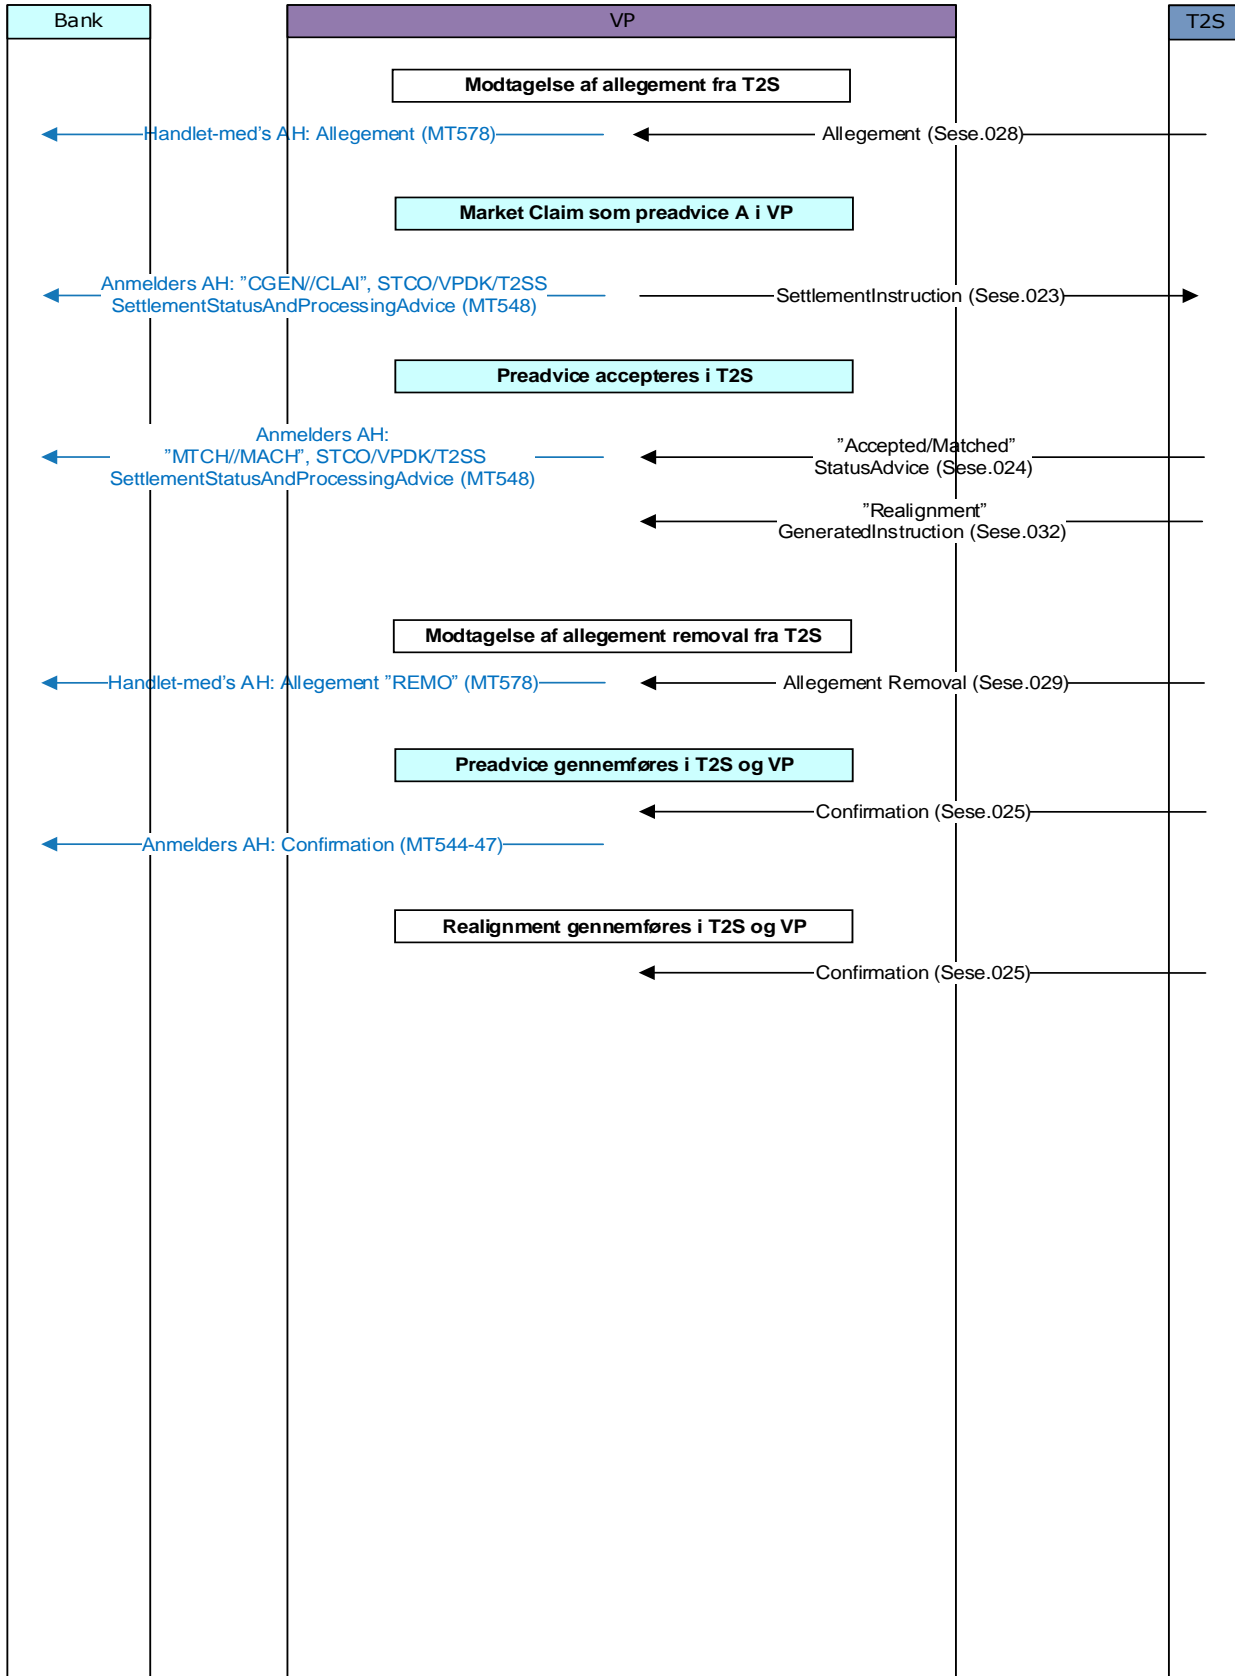 Bank
VP
T2S
Modtagelse af allegement fra T2S
Handlet-med's AH: Allegement (MT578)
Allegement (Sese.028)
Market Claim som preadvice A i VP
Anmelders AH: ”CGEN//CLAI”, STCO/VPDK/T2SS
SettlementStatusAndProcessingAdvice (MT548)
SettlementInstruction (Sese.023)
Preadvice accepteres i T2S
Anmelders AH:
”MTCH//MACH”, STCO/VPDK/T2SS
SettlementStatusAndProcessingAdvice (MT548)
”Accepted/Matched”
StatusAdvice (Sese.024)
”Realignment”
GeneratedInstruction (Sese.032)
Modtagelse af allegement removal fra T2S
Handlet-med's AH: Allegement ”REMO” (MT578)
Allegement Removal (Sese.029)
Preadvice gennemføres i T2S og VP
Confirmation (Sese.025)
Anmelders AH: Confirmation (MT544-47)
Realignment gennemføres i T2S og VP
Confirmation (Sese.025)